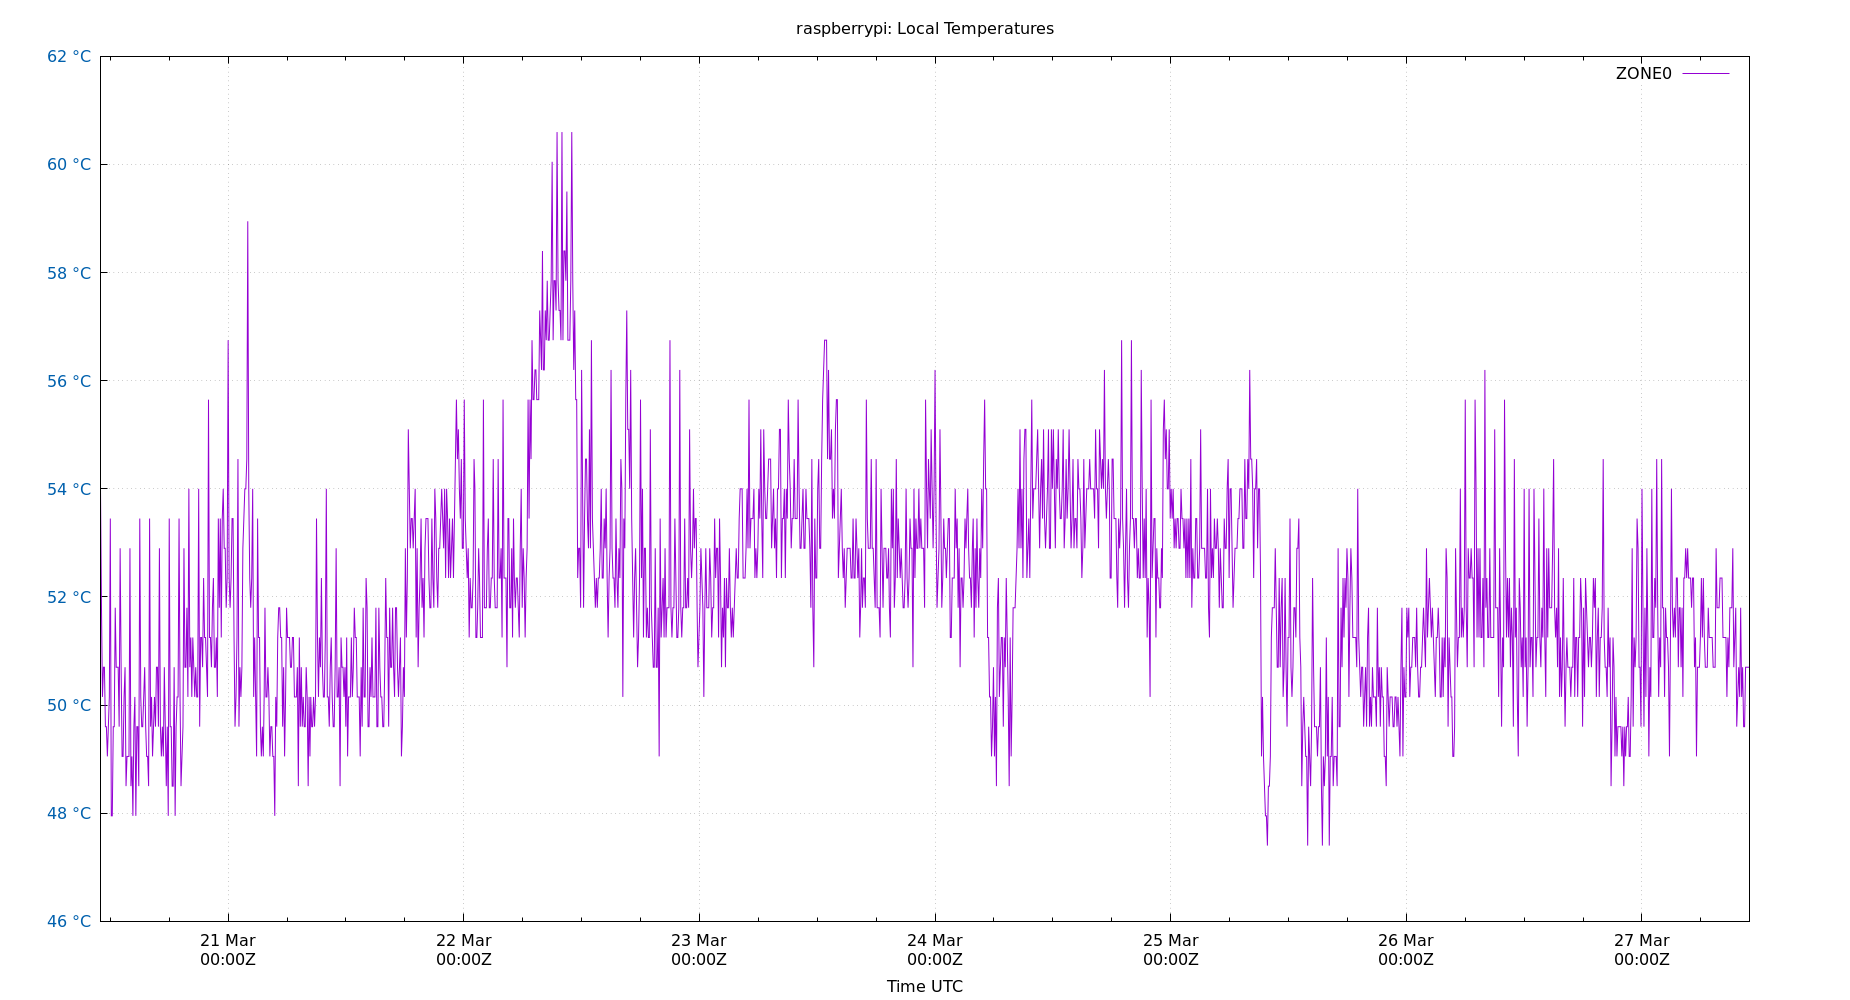 raspberrypi: Local Temperatures
ZONE0
62 °C
60 °C
58 °C
56 °C
54 °C
52 °C
50 °C
48 °C
46 °C
21 Mar 22 Mar 23 Mar 24 Mar 25 Mar 26 Mar 27 Mar
00:00Z 00:00Z 00:00Z 00:00Z 00:00Z 00:00Z 00:00Z
Time UTC